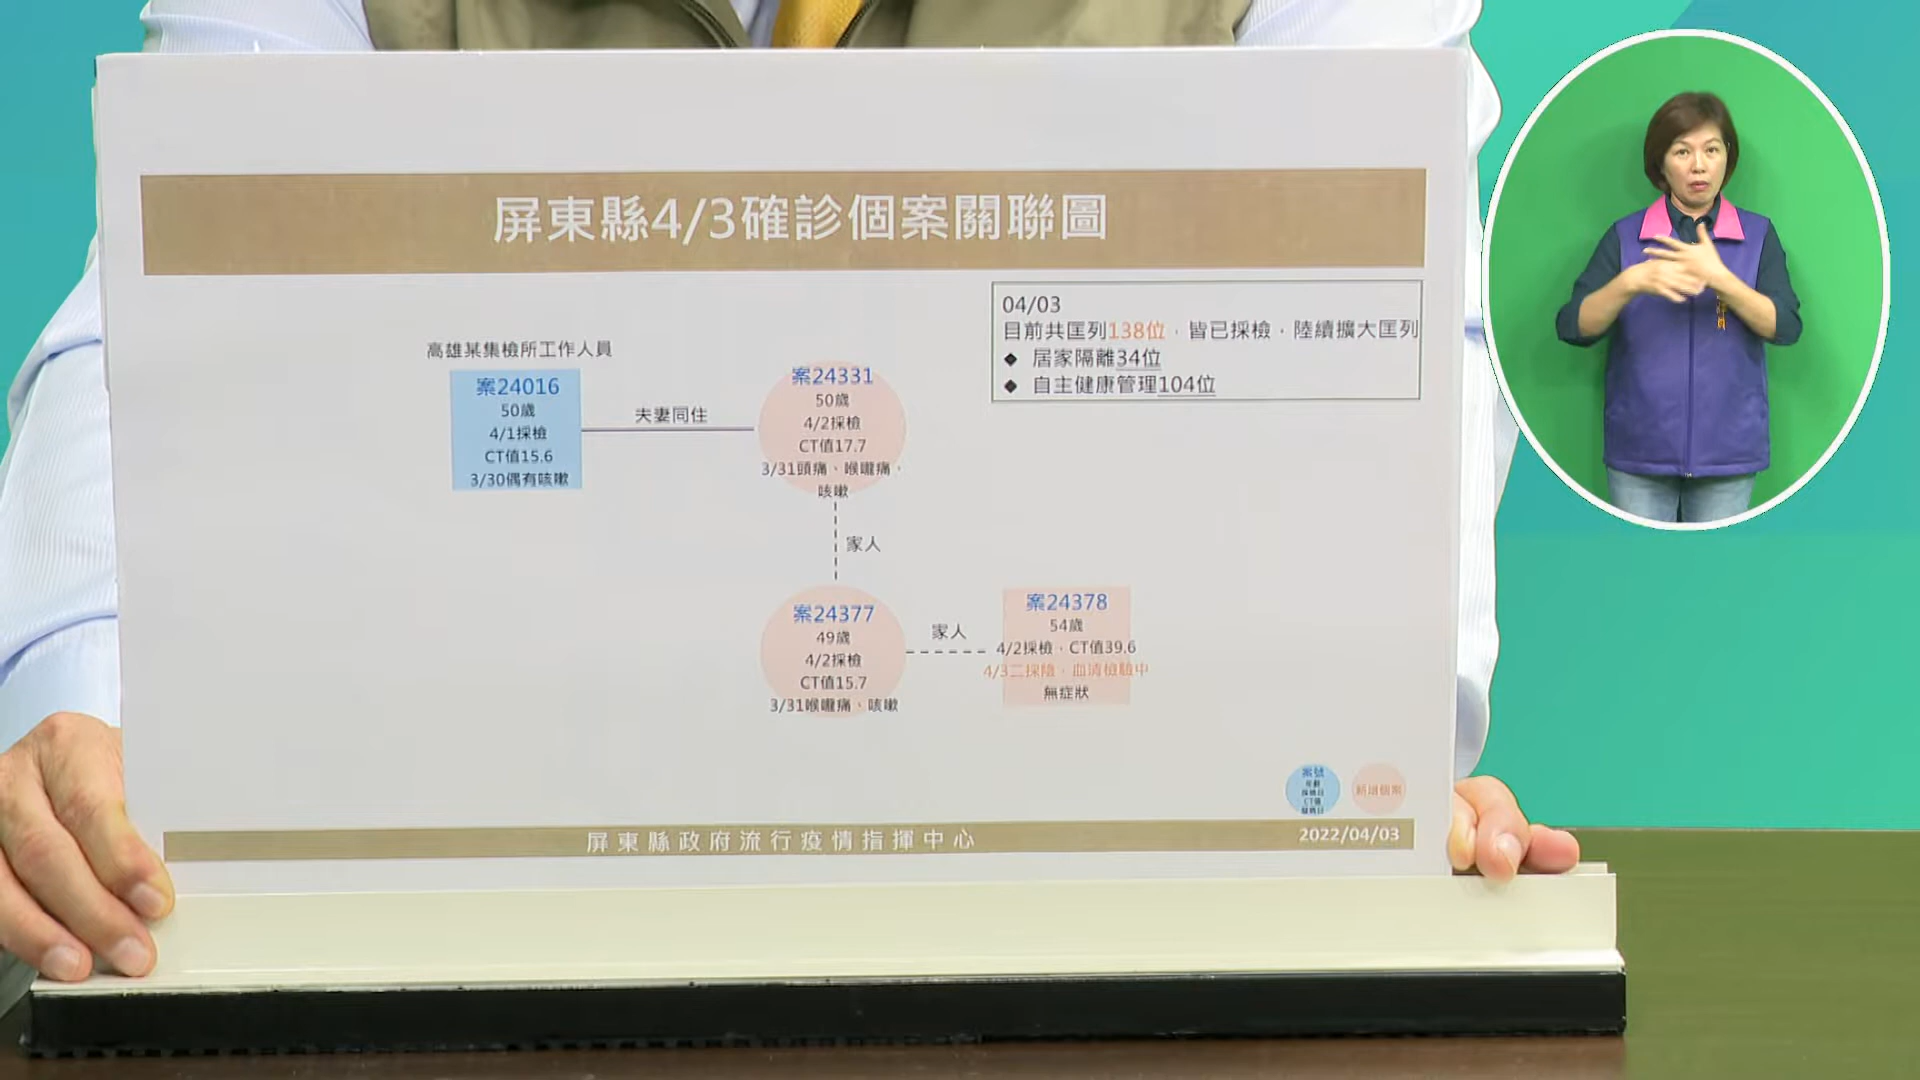 屏東縣4/3確診個案關聯圖
04/03
目前共匡列138位，皆已採檢，陸續擴大匡列
◆ 居家隔離34位
◆ 自主健康管理104位
高雄某集檢所工作人員
案24016
50歲
4/1採檢
CT值15.6
3/30偶有咳嗽
夫妻同住
案24331
50歲
4/2採檢
CT值17.7
3/31頭痛、喉嚨痛，
咳嗽
家人
案24377
49歲
4/2採檢
CT值15.7
3/31喉嚨痛、咳嗽
家人
案24378
54歲
4/2採檢，CT值39.6
4/3二採陰，血清檢驗中
無症狀
案號
年齡
採檢日
CT值
新增個案
屏東縣政府流行疫情指揮中心
2022/04/03